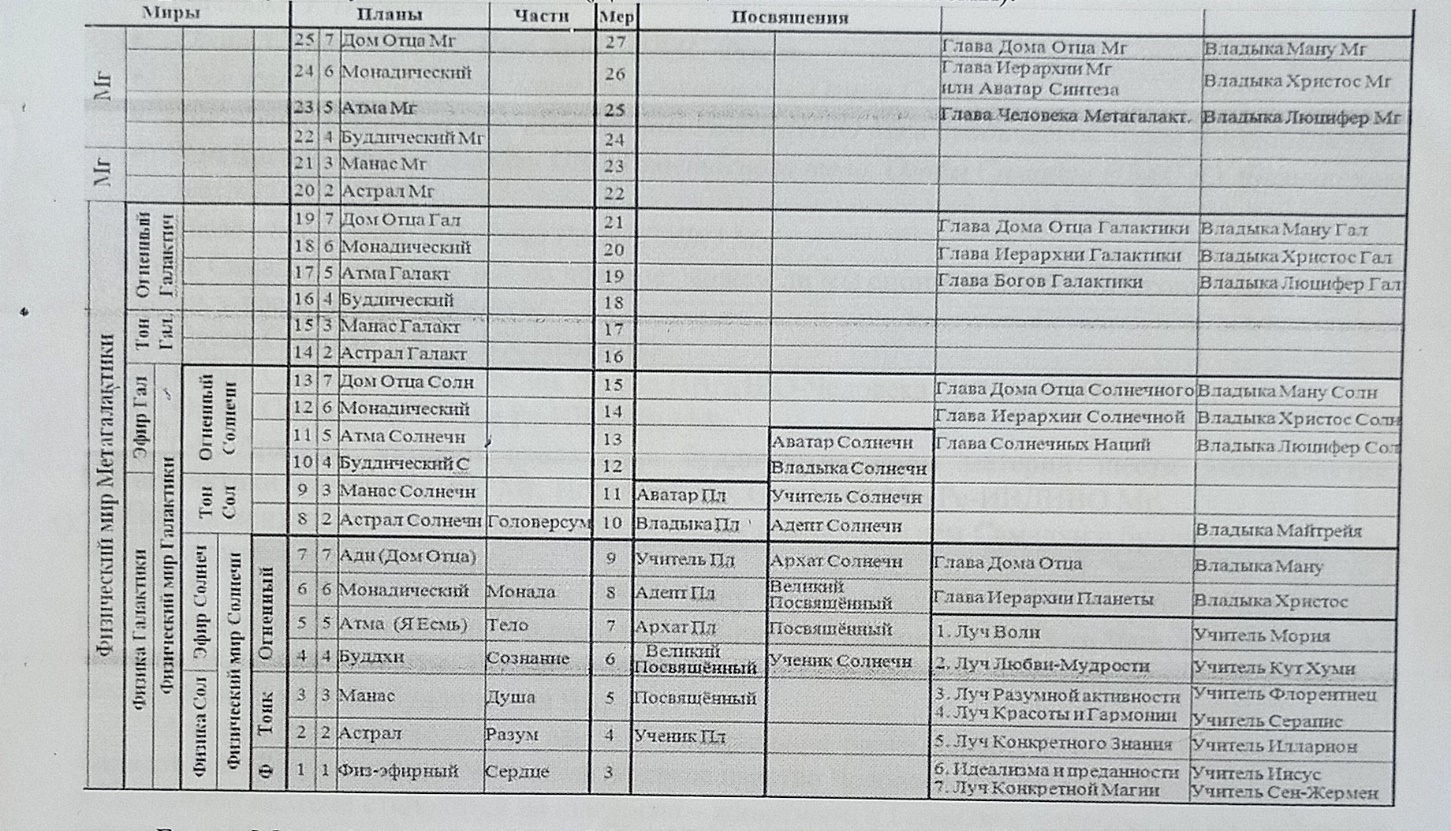 Миры Планы Части Мер Посвящения
25 7 Дом Отца Мг 27 Глава Дома Отца Мг Владыка Ману Мг
24 6 Монадический 26 Глава Иерархии Мг
или Аватар Синтеза Владыка Христос Мг
23 5 Атма Мг 25 Глава Человека Метагалакт. Владыка Люцифер Мг
22 4 Буддический Мг 24
21 3 Манас Мг 23
20 2 Астрал Мг 22
19 7 Дом Отца Гал 21 Глава Дома Отца Галактики Владыка Ману Гал
18 6 Монадический 20 Глава Иерархии Галактики Владыка Христос Гал
17 5 Атма Галакт 19 Глава Богов Галактики Владыка Люцифер Гал
16 4 Буддический 18
15 3 Манас Галакт 17
14 2 Астрал Галакт 16
13 7 Дом Отца Солн 15 Глава Дома Отца Солнечного Владыка Ману Солн
12 6 Монадический 14 Глава Иерархии Солнечной Владыка Христос Солн
11 5 Атма Солнечн 13 Аватар Солнечн Глава Солнечных Наций Владыка Люцифер Сол
10 4 Буддический С 12 Владыка Солнечн
9 3 Манас Солнечн 11 Аватар Пл Учитель Солнечн
8 2 Астрал Солнечн Головерсум 10 Владыка Пл Адепт Солнечн Владыка Майтрейя
7 7 Ади (Дом Отца) 9 Учитель Пл Архат Солнечн Глава Дома Отца Владыка Ману
6 6 Монадический Монада 8 Адепт Пл Великий
Посвящённый Глава Иерархии Планеты Владыка Христос
5 5 Атма (Я Есмь) Тело 7 Архат Пл Посвящённый 1. Луч Воли Учитель Мория
4 4 Буддхи Сознание 6 Великий
Посвящённый Ученик Солнечн 2. Луч Любви-Мудрости Учитель Кут Хуми
3 3 Манас Душа 5 Посвящённый 3. Луч Разумной активности Учитель Флорентиец
4. Луч Красоты и Гармонии Учитель Серапис
2 2 Астрал Разум 4 Ученик Пл 5. Луч Конкретного Знания Учитель Илларион
1 1 Физ-эфирный Сердце 3 6. Идеализма и преданности Учитель Иисус
7. Луч Конкретной Магии Учитель Сен-Жермен
Мг
Мг
Физический мир Метагалактики
Огненный
Галактич
Тон
Гал.
Эфир Гал
Физика Галактики
Физический мир Галактики
Огненный
Солнечн
Тон
Сол
Эфир Солнеч
Физика Сол
Физический мир Солнечн
Огненный
Тонк
Ф